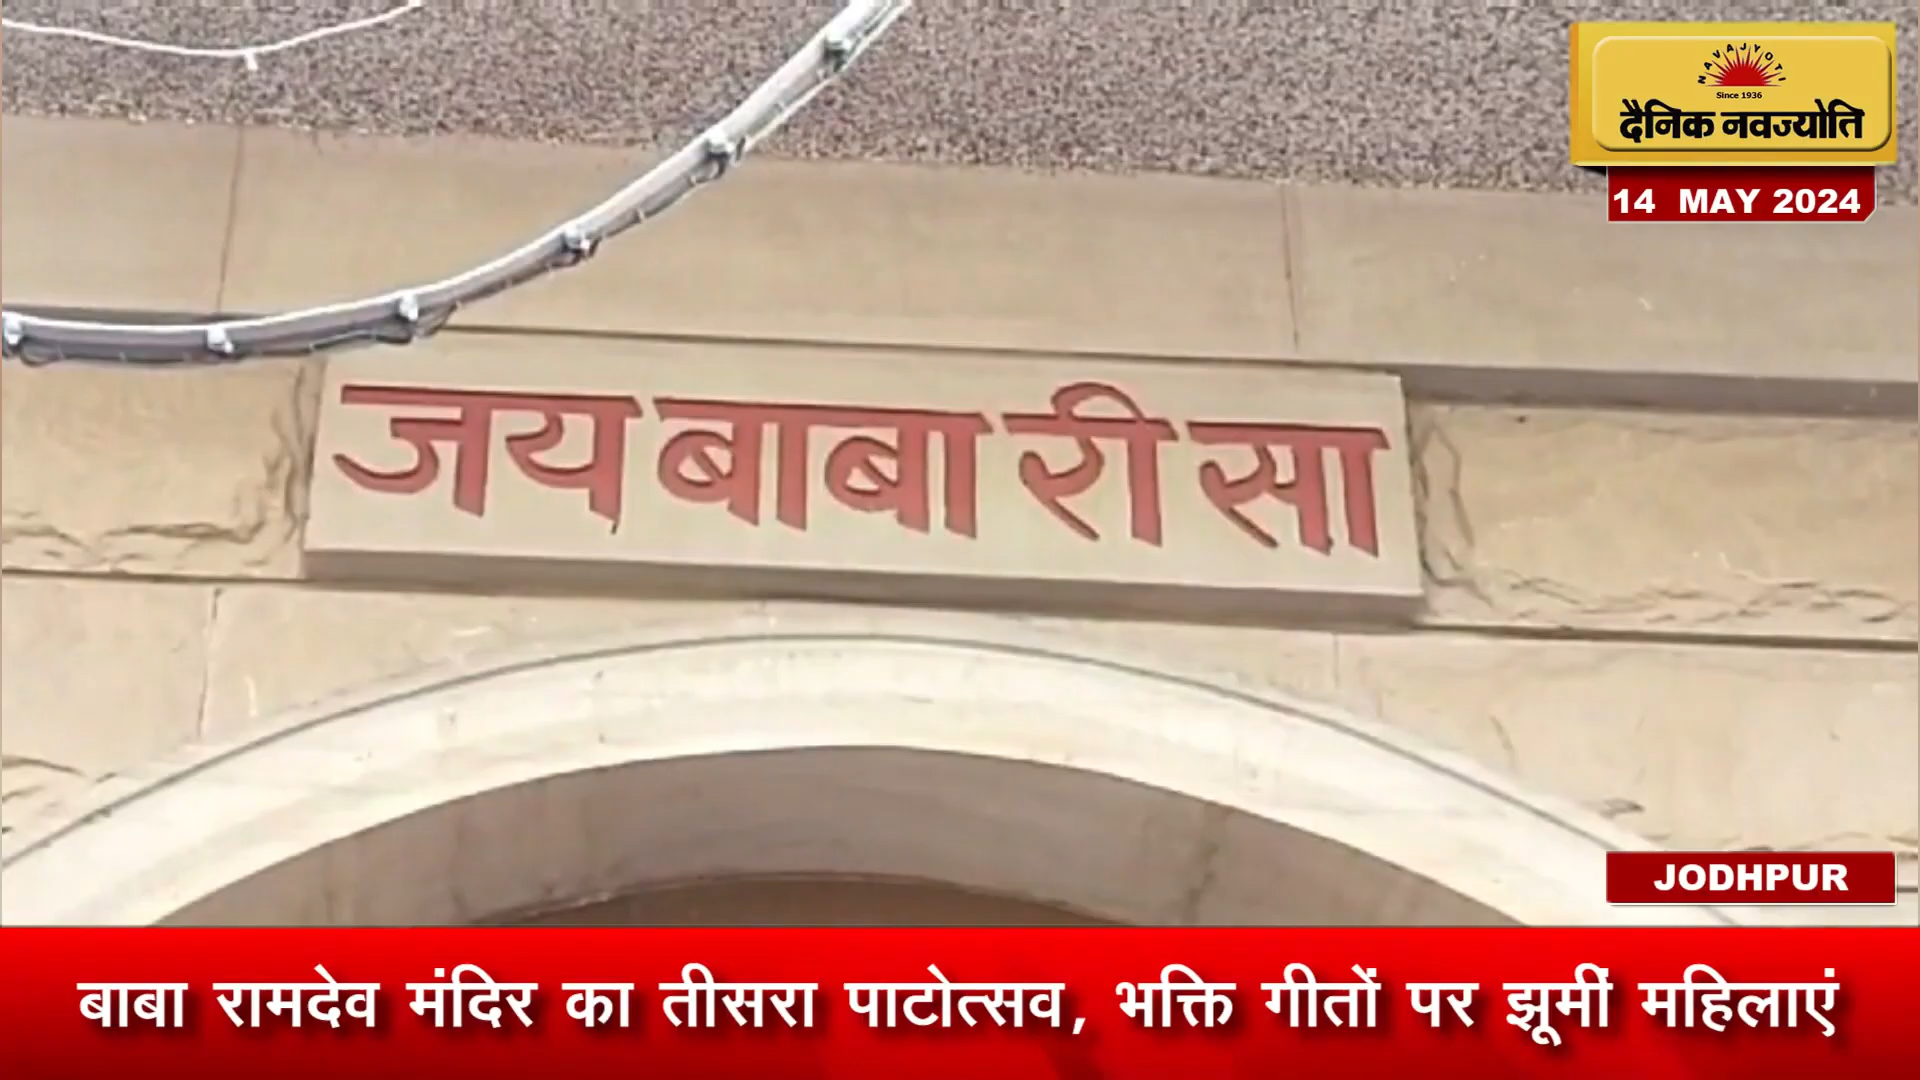 NAVAJYOTI
Since 1936
दैनिक नवज्योति
14 MAY 2024
जय बाबा री सा
JODHPUR
बाबा रामदेव मंदिर का तीसरा पाटोत्सव, भक्ति गीतों पर झूमीं महिलाएं